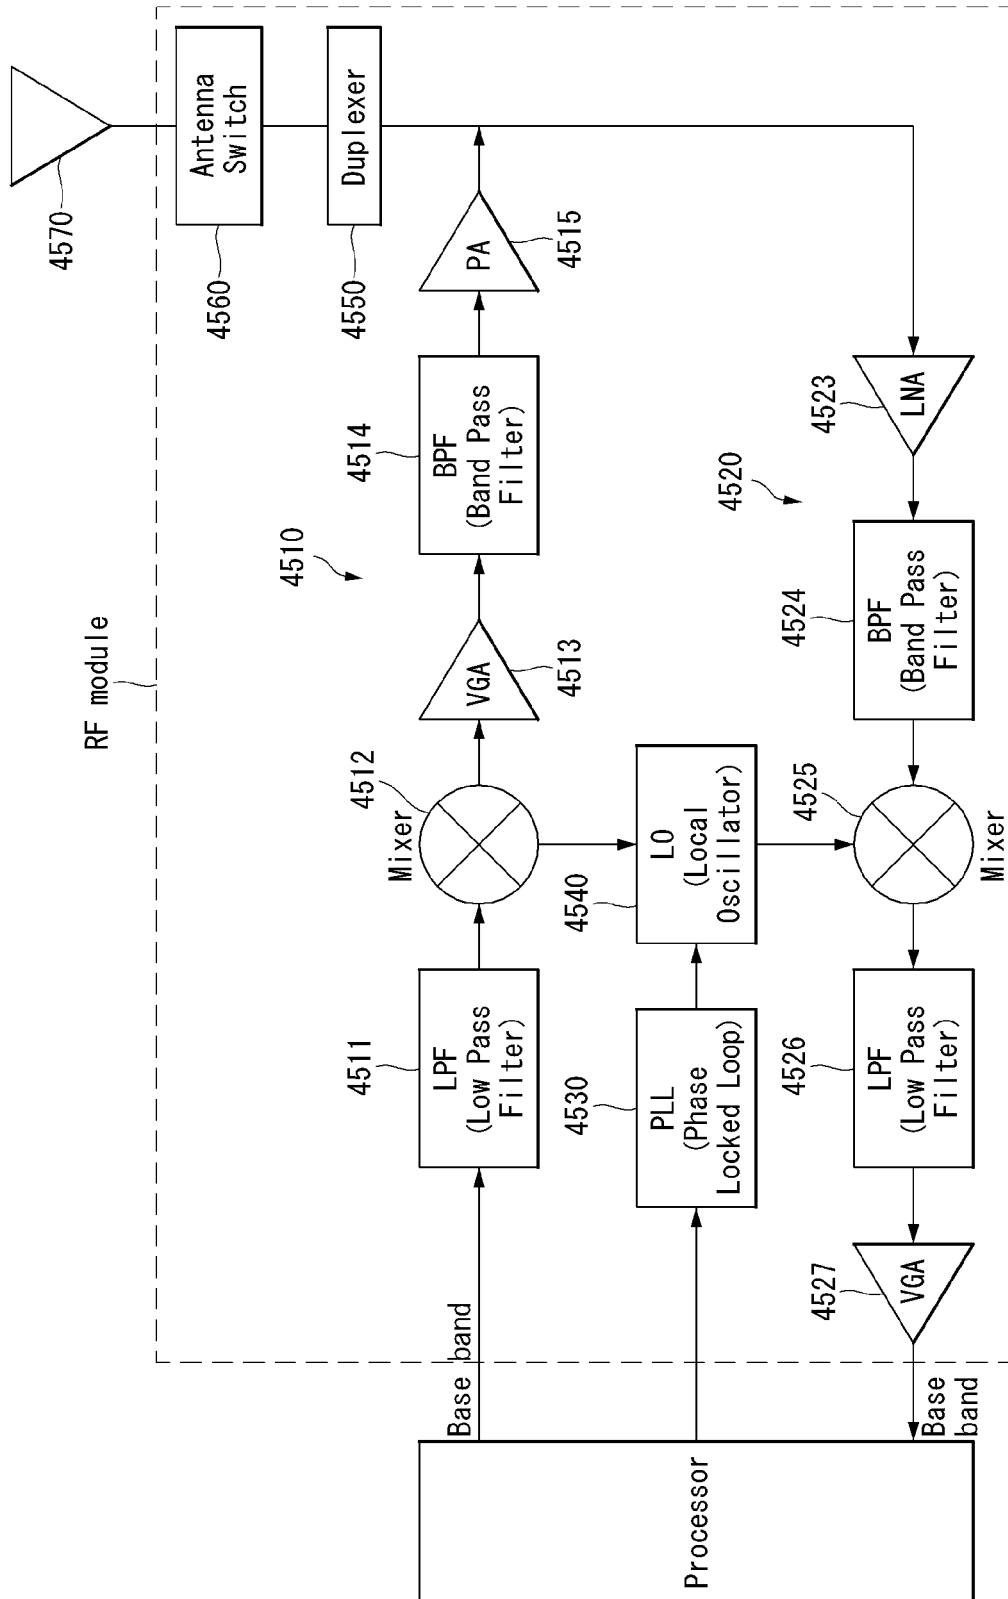 RF module
4570
Antenna
Switch
4560
Duplexer
4550
4510
Base band
4511
LPF
(Low Pass
Filter)
4512
Mixer
VGA
4513
4514
BPF
(Band Pass
Filter)
PA
4515
Processor
4530
PLL
(Phase
Locked Loop)
4540
LO
(Local
Oscillator)
4520
4523
LNA
4524
BPF
(Band Pass
Filter)
4525
Mixer
4526
LPF
(Low Pass
Filter)
4527
VGA
Base
band